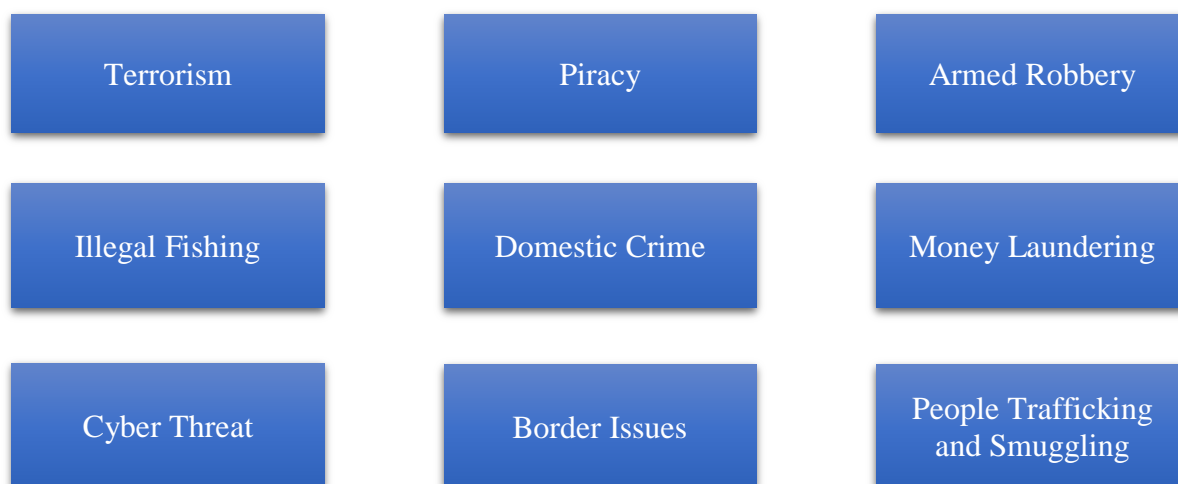 Terrorism
Piracy
Armed Robbery
Illegal Fishing
Domestic Crime
Money Laundering
Cyber Threat
Border Issues
People Trafficking
and Smuggling